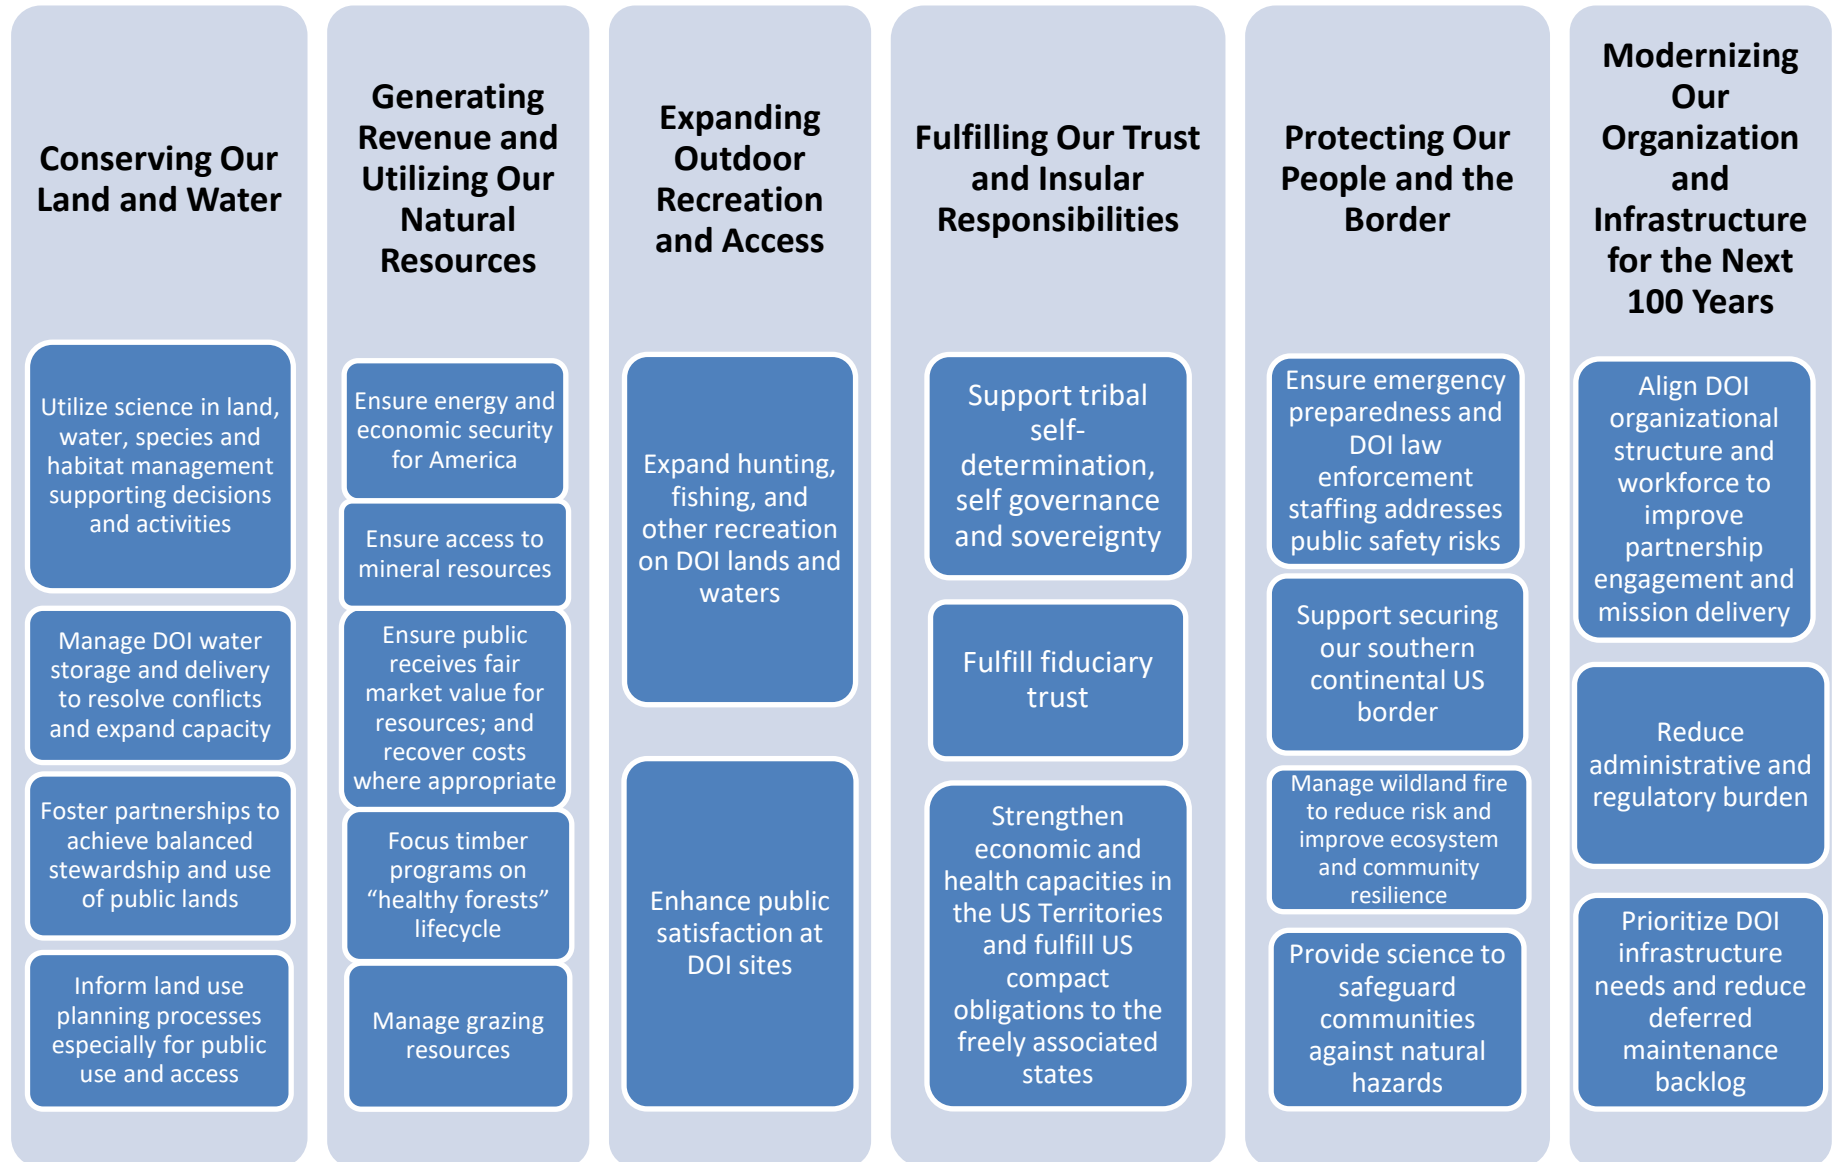 Conserving Our
Land and Water
Utilize science in land,
water, species and
habitat management
supporting decisions
and activities
Manage DOI water
storage and delivery
to resolve conflicts
and expand capacity
Foster partnerships to
achieve balanced
stewardship and use
of public lands
Inform land use
planning processes
especially for public
use and access
Generating
Revenue and
Utilizing Our
Natural
Resources
Ensure energy and
economic security
for America
Ensure access to
mineral resources
Ensure public
receives fair
market value for
resources; and
recover costs
where appropriate
Focus timber
programs on
“healthy forests”
lifecycle
Manage grazing
resources
Expanding
Outdoor
Recreation
and Access
Expand hunting,
fishing, and
other recreation
on DOI lands and
waters
Enhance public
satisfaction at
DOI sites
Fulfilling Our Trust
and Insular
Responsibilities
Support tribal
self-
determination,
self governance
and sovereignty
Fulfill fiduciary
trust
Strengthen
economic and
health capacities in
the US Territories
and fulfill US
compact
obligations to the
freely associated
states
Protecting Our
People and the
Border
Ensure emergency
preparedness and
DOI law
enforcement
staffing addresses
public safety risks
Support securing
our southern
continental US
border
Manage wildland fire
to reduce risk and
improve ecosystem
and community
resilience
Provide science to
safeguard
communities
against natural
hazards
Modernizing
Our
Organization
and
Infrastructure
for the Next
100 Years
Align DOI
organizational
structure and
workforce to
improve
partnership
engagement and
mission delivery
Reduce
administrative and
regulatory burden
Prioritize DOI
infrastructure
needs and reduce
deferred
maintenance
backlog